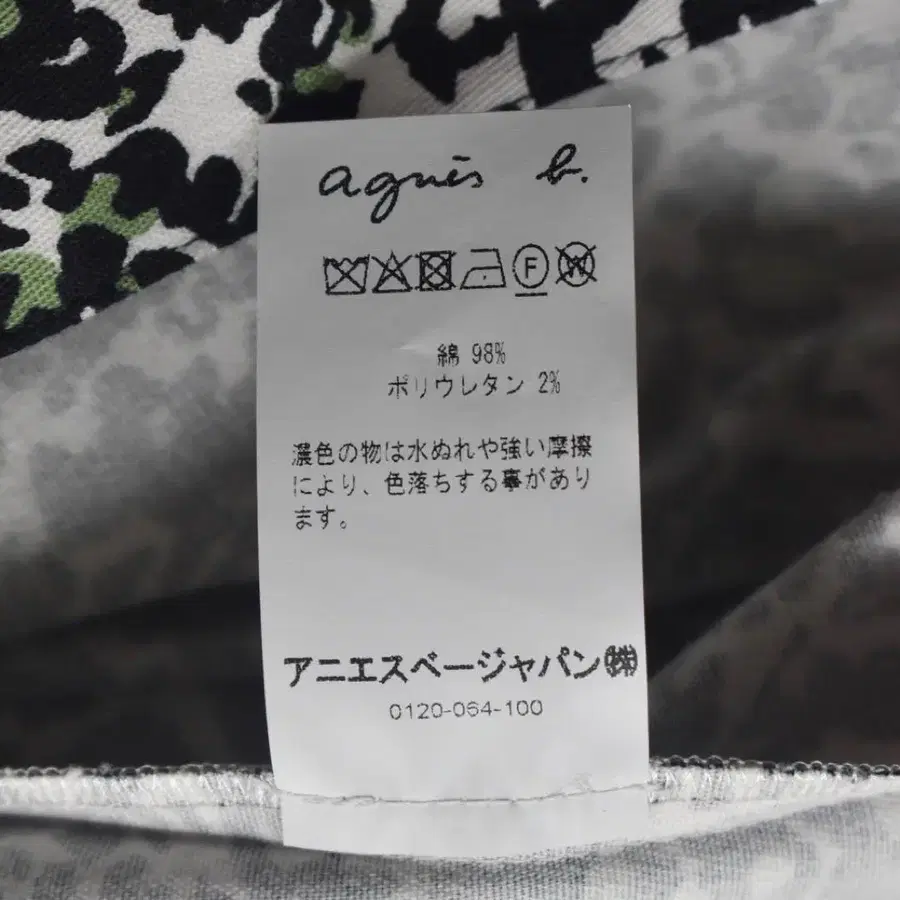 agnès b.
F W
綿 98%
ポリウレタン 2%
濃色の物は水ぬれや強い摩擦
により、色落ちする事があり
ます。
アニエスベージャパン㈱
0120-064-100